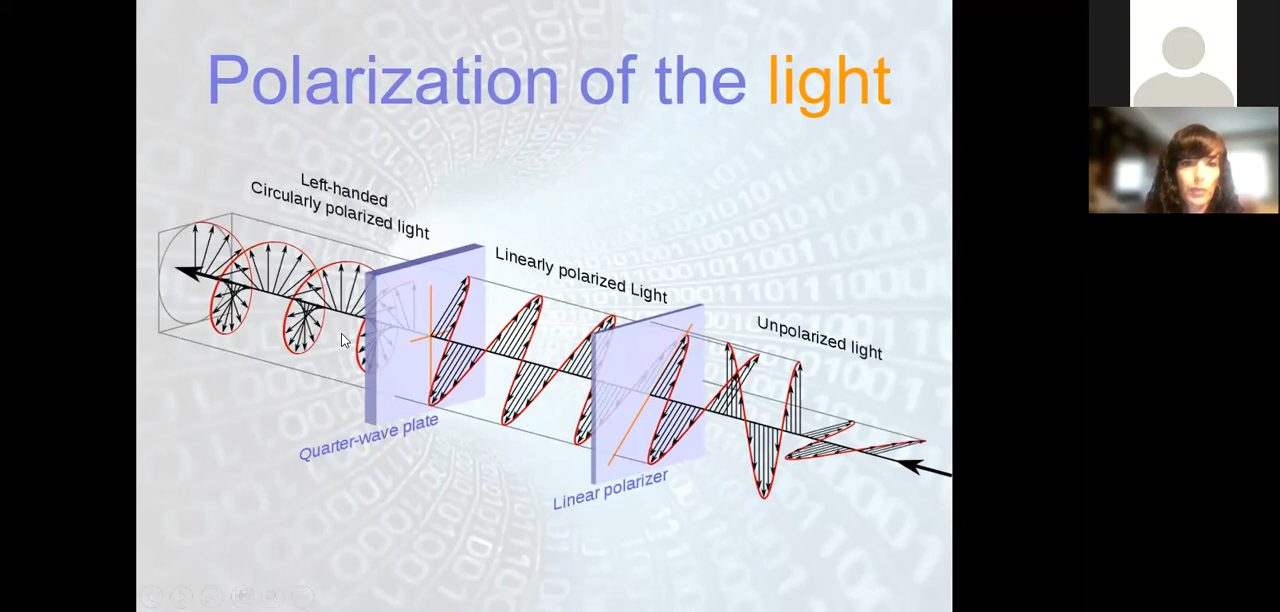 Polarization of the light
Left-handed
Circularly polarized light
Linearly polarized Light
Unpolarized light
Quarter-wave plate
Linear polarizer